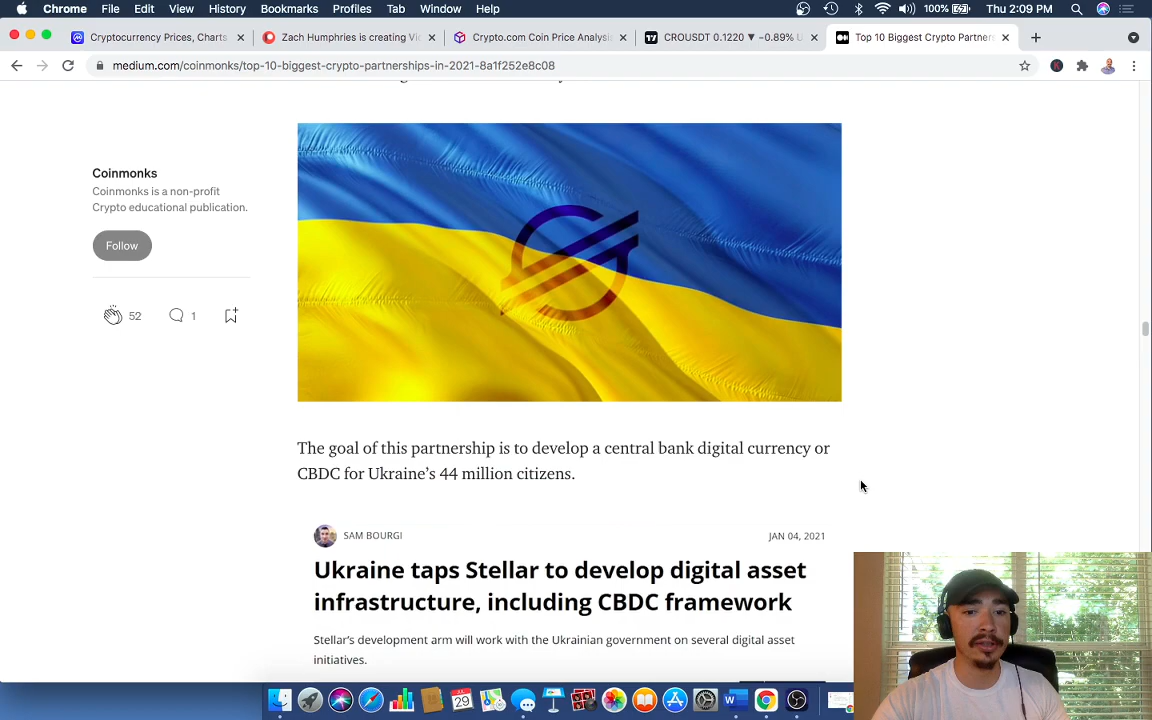 Chrome File Edit View History Bookmarks Profiles Tab Window Help 100% Thu 2:09 PM
Cryptocurrency Prices, Charts Zach Humphries is creating Vi Crypto.com Coin Price Analysi CROUSDT 0.1220 ▼ −0.89% U Top 10 Biggest Crypto Partner
medium.com/coinmonks/top-10-biggest-crypto-partnerships-in-2021-8a1f252e8c08
Coinmonks
Coinmonks is a non-profit
Crypto educational publication.
Follow
52 1
The goal of this partnership is to develop a central bank digital currency or
CBDC for Ukraine’s 44 million citizens.
SAM BOURGI JAN 04, 2021
Ukraine taps Stellar to develop digital asset
infrastructure, including CBDC framework
Stellar’s development arm will work with the Ukrainian government on several digital asset
initiatives.